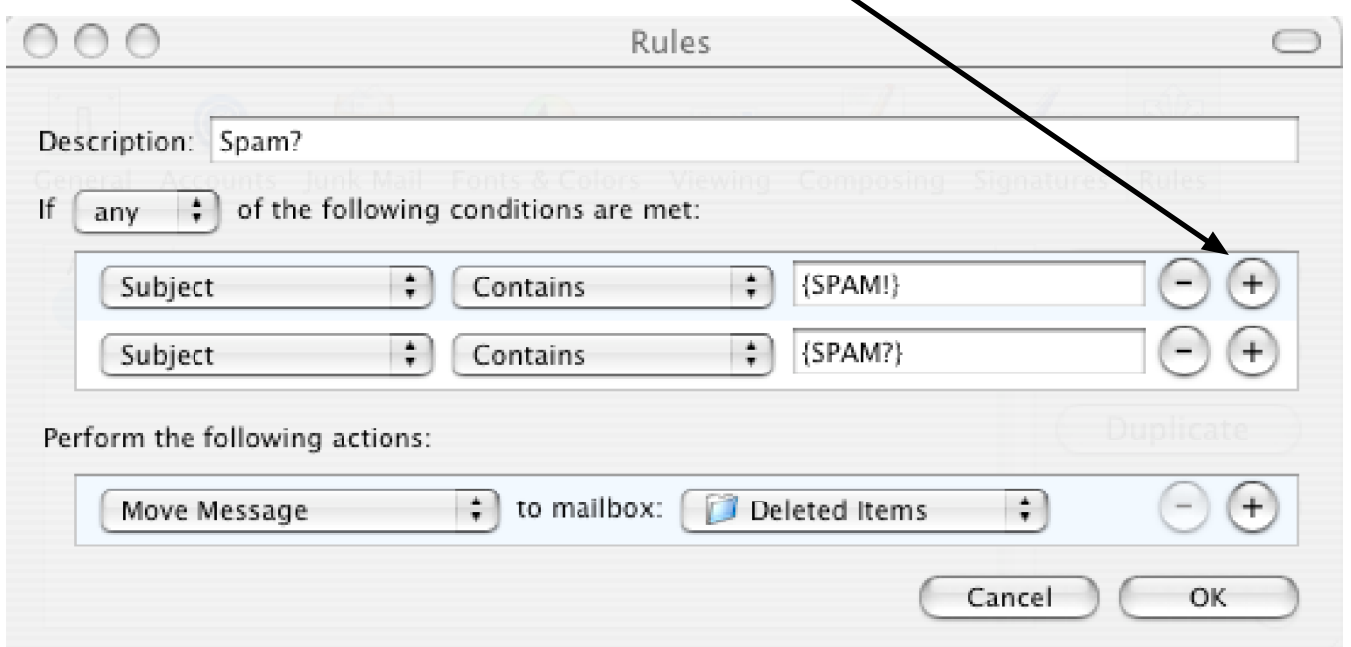 Rules
Description: Spam?
General Accounts Junk Mail Fonts & Colors Viewing Composing Signatures Rules
If any of the following conditions are met:
Subject Contains {SPAM!} - +
Subject Contains {SPAM?} - +
Duplicate
Perform the following actions:
Move Message to mailbox: Deleted Items - +
Cancel OK